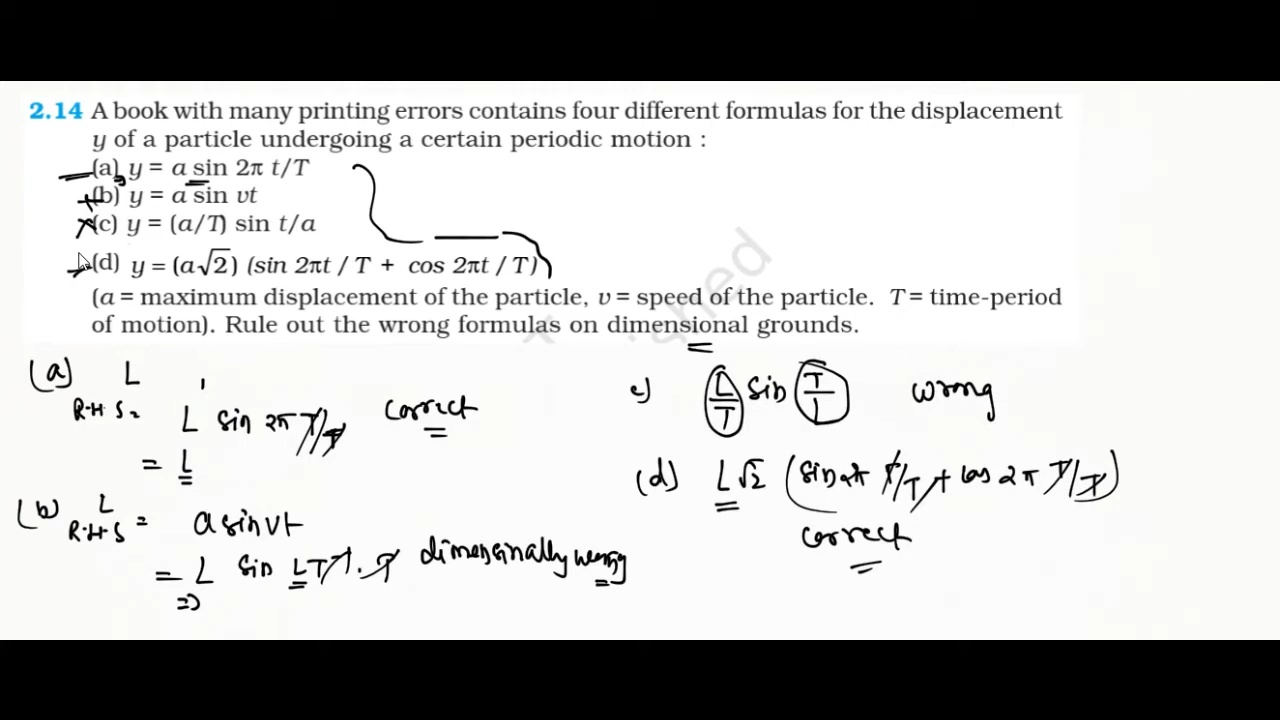 2.14 A book with many printing errors contains four different formulas for the displacement
y of a particle undergoing a certain periodic motion :
(a) y = a sin 2π t/T
(b) y = a sin vt
(c) y = (a/T) sin t/a
(d) y = (a√2) (sin 2πt / T + cos 2πt / T)
(a = maximum displacement of the particle, v = speed of the particle. T = time-period
of motion). Rule out the wrong formulas on dimensional grounds.
(a) L
R.H.S = L sin 2π T/T correct
= L
(b) L
R.H.S = a sin vt
= L sin LT⁻¹.T dimensionally wrong
⇒
c) L/T sin T/L wrong
(d) L√2 (sin 2π T/T + cos 2π T/T)
correct